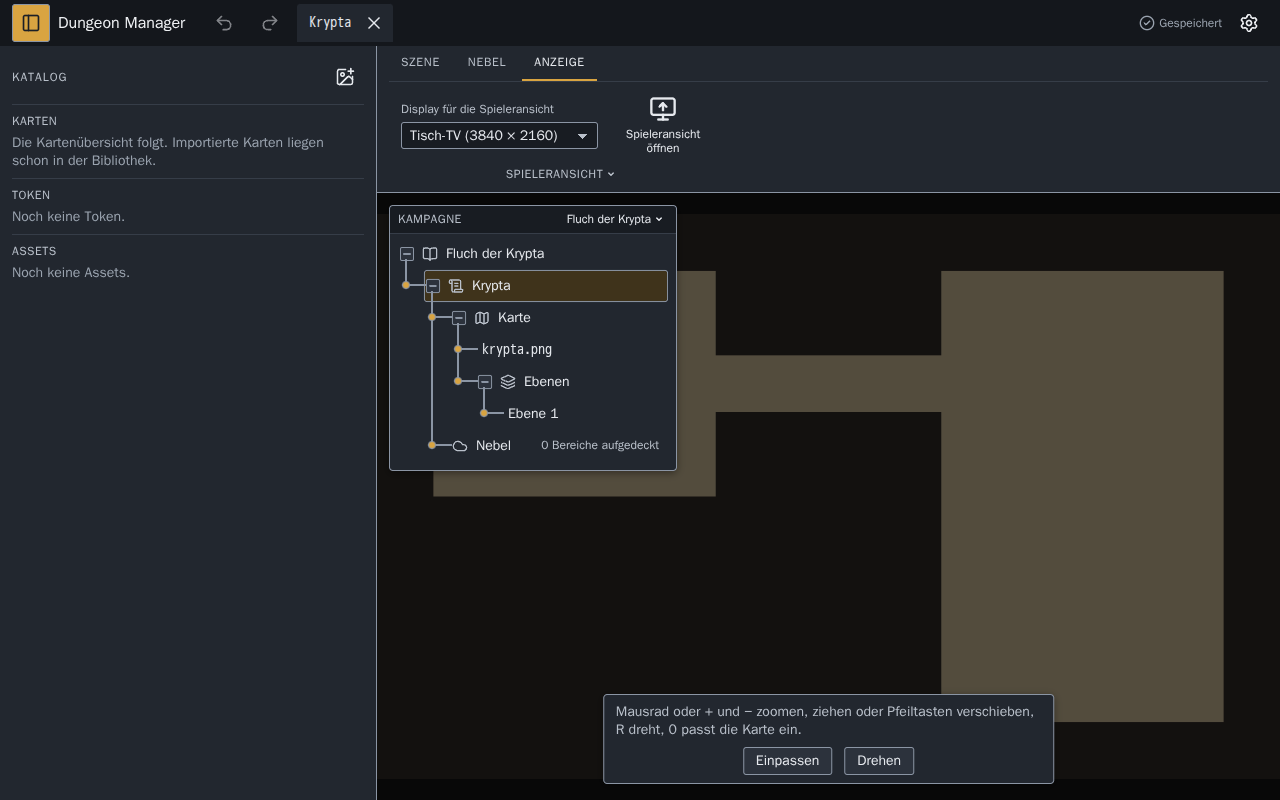 Dungeon Manager
Krypta
Gespeichert
KATALOG
KARTEN
Die Kartenübersicht folgt. Importierte Karten liegen
schon in der Bibliothek.
TOKEN
Noch keine Token.
ASSETS
Noch keine Assets.
SZENE NEBEL ANZEIGE
Display für die Spieleransicht
Tisch-TV (3840 × 2160)
Spieleransicht
öffnen
SPIELERANSICHT
KAMPAGNE Fluch der Krypta
Fluch der Krypta
Krypta
Karte
krypta.png
Ebenen
Ebene 1
Nebel 0 Bereiche aufgedeckt
Mausrad oder + und − zoomen, ziehen oder Pfeiltasten verschieben,
R dreht, 0 passt die Karte ein.
Einpassen Drehen